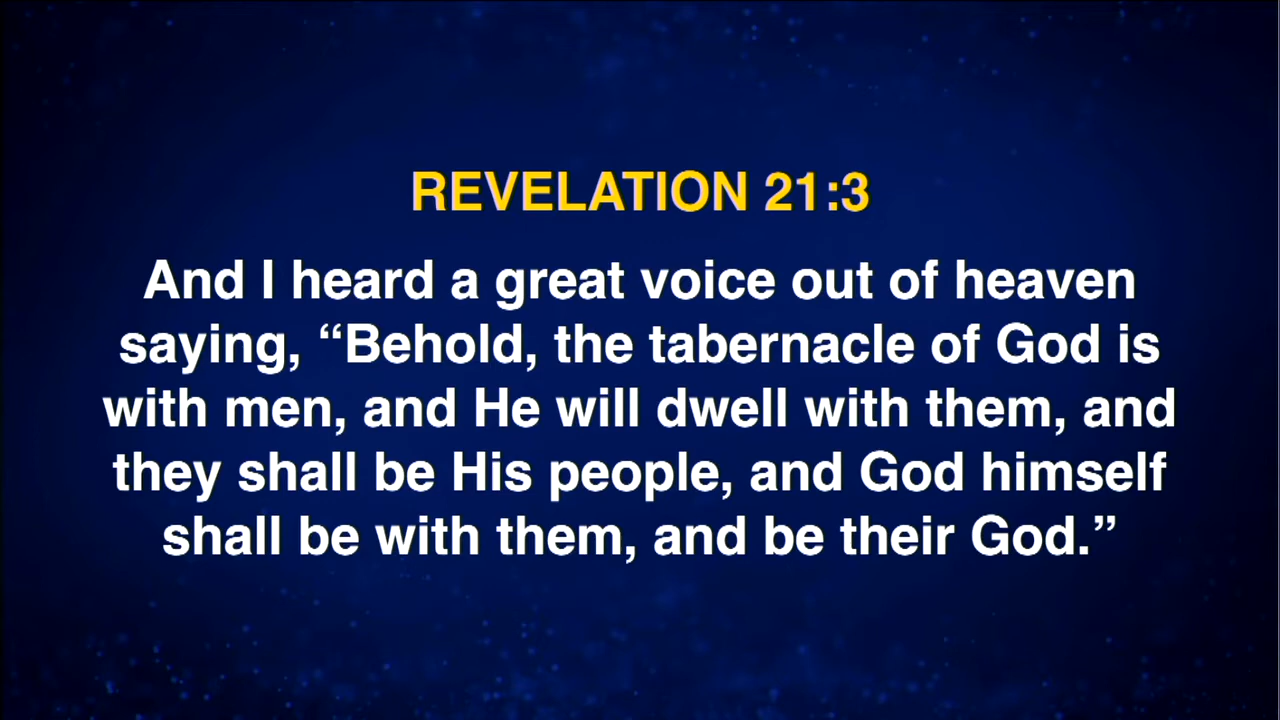 REVELATION 21:3
And I heard a great voice out of heaven
saying, “Behold, the tabernacle of God is
with men, and He will dwell with them, and
they shall be His people, and God himself
shall be with them, and be their God.”